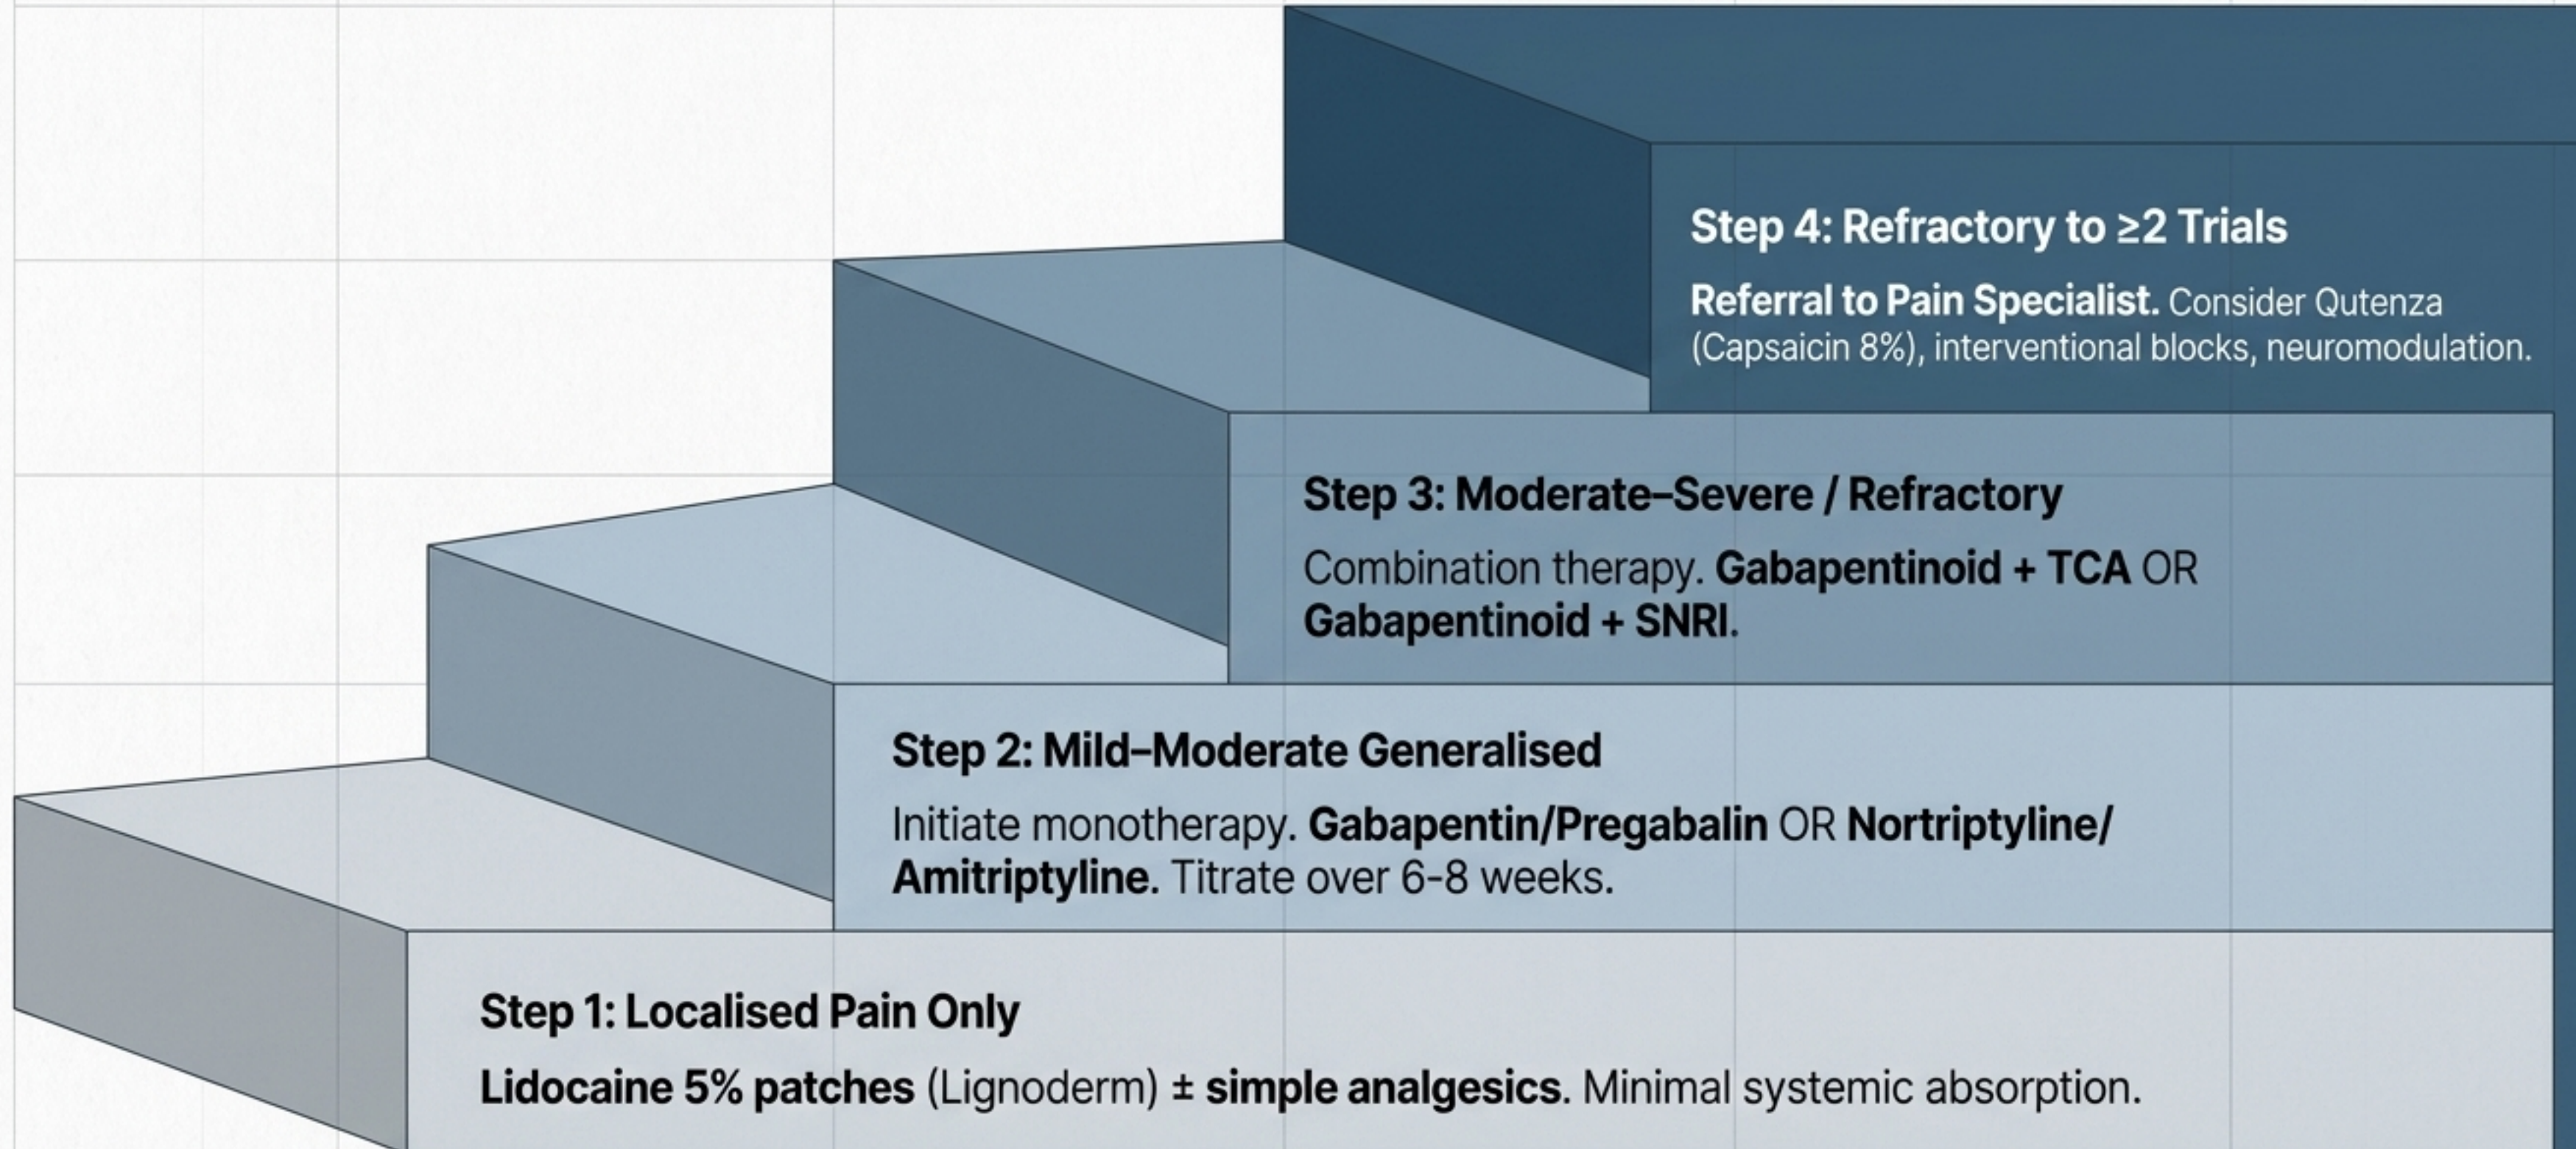 Step 4: Refractory to ≥2 Trials
Referral to Pain Specialist. Consider Qutenza
(Capsaicin 8%), interventional blocks, neuromodulation.
Step 3: Moderate–Severe / Refractory
Combination therapy. Gabapentinoid + TCA OR
Gabapentinoid + SNRI.
Step 2: Mild–Moderate Generalised
Initiate monotherapy. Gabapentin/Pregabalin OR Nortriptyline/
Amitriptyline. Titrate over 6-8 weeks.
Step 1: Localised Pain Only
Lidocaine 5% patches (Lignoderm) ± simple analgesics. Minimal systemic absorption.